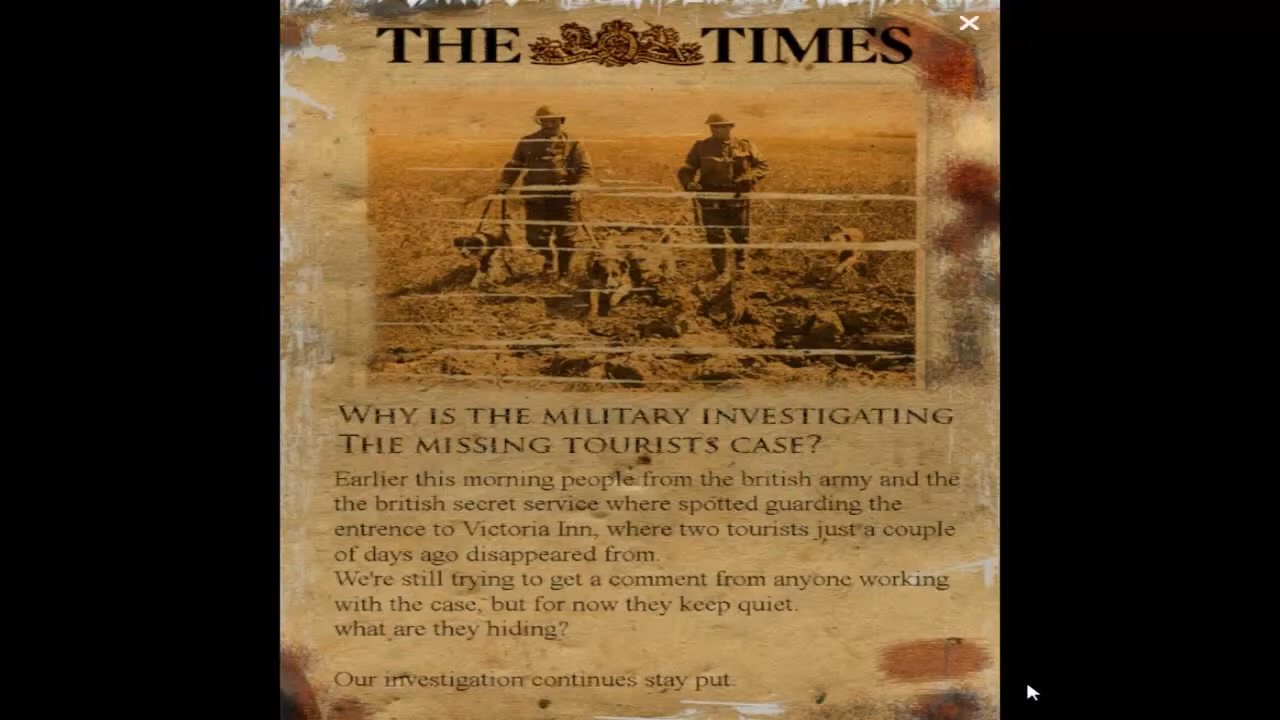 THE TIMES
WHY IS THE MILITARY INVESTIGATING
THE MISSING TOURISTS CASE?
Earlier this morning people from the british army and the
the british secret service where spotted guarding the
entrence to Victoria Inn, where two tourists just a couple
of days ago disappeared from.
We're still trying to get a comment from anyone working
with the case, but for now they keep quiet.
what are they hiding?
Our investigation continues stay put.